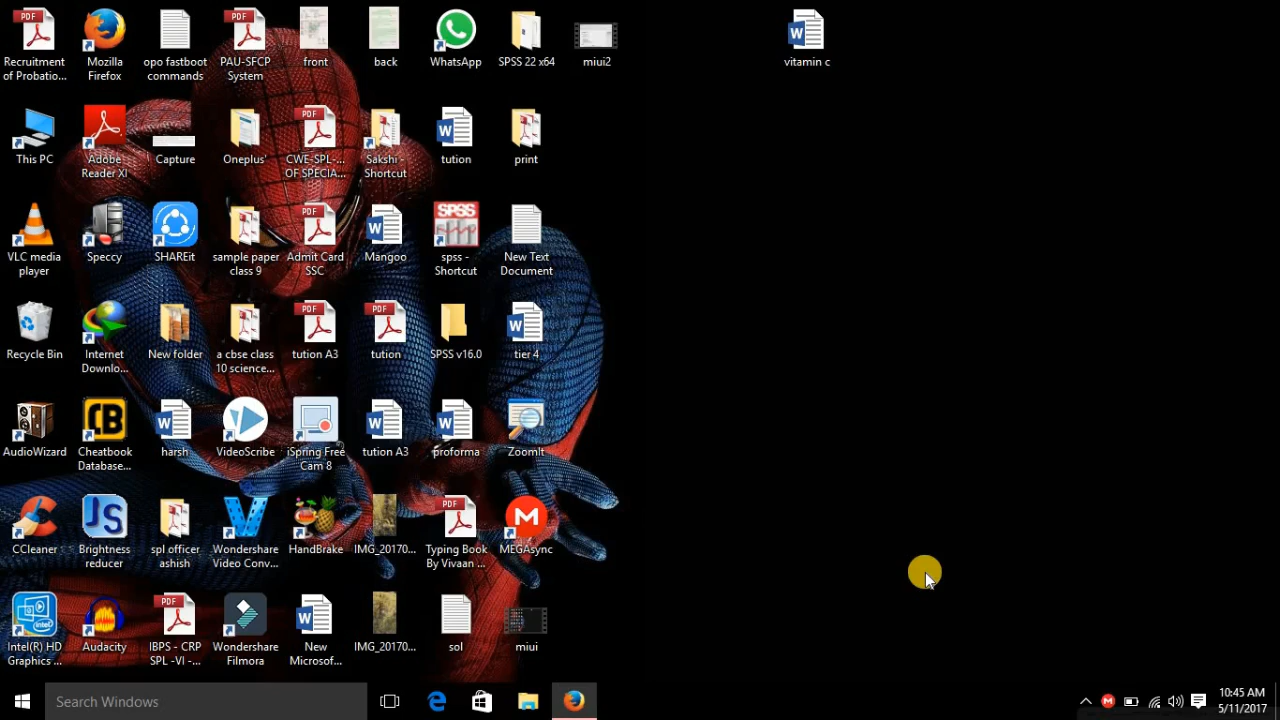 Recruitment
of Probatio...
Mozilla
Firefox
opo fastboot
commands
PAU-SFCP
System
front
back
WhatsApp
SPSS 22 x64
miui2
vitamin c
This PC
Adobe
Reader XI
Capture
Oneplus
CWE-SPL-...
OF SPECIA...
Sakshi -
Shortcut
tution
print
VLC media
player
Speccy
SHAREit
sample paper
class 9
Admit Card
SSC
Mangoo
SPSS
spss -
Shortcut
New Text
Document
Recycle Bin
Internet
Downlo...
New folder
a cbse class
10 science...
tution A3
tution
SPSS v16.0
tier 4
AudioWizard
Cheatbook
Database...
harsh
VideoScribe
iSpring Free
Cam 8
tution A3
proforma
ZoomIt
CCleaner
Brightness
reducer
spl officer
ashish
Wondershare
Video Conv...
HandBrake
IMG_20170...
Typing Book
By Vivaan ...
MEGAsync
Intel(R) HD
Graphics ...
Audacity
IBPS - CRP
SPL -VI -...
Wondershare
Filmora
New
Microsof...
IMG_20170...
sol
miui
Search Windows
10:45 AM
5/11/2017